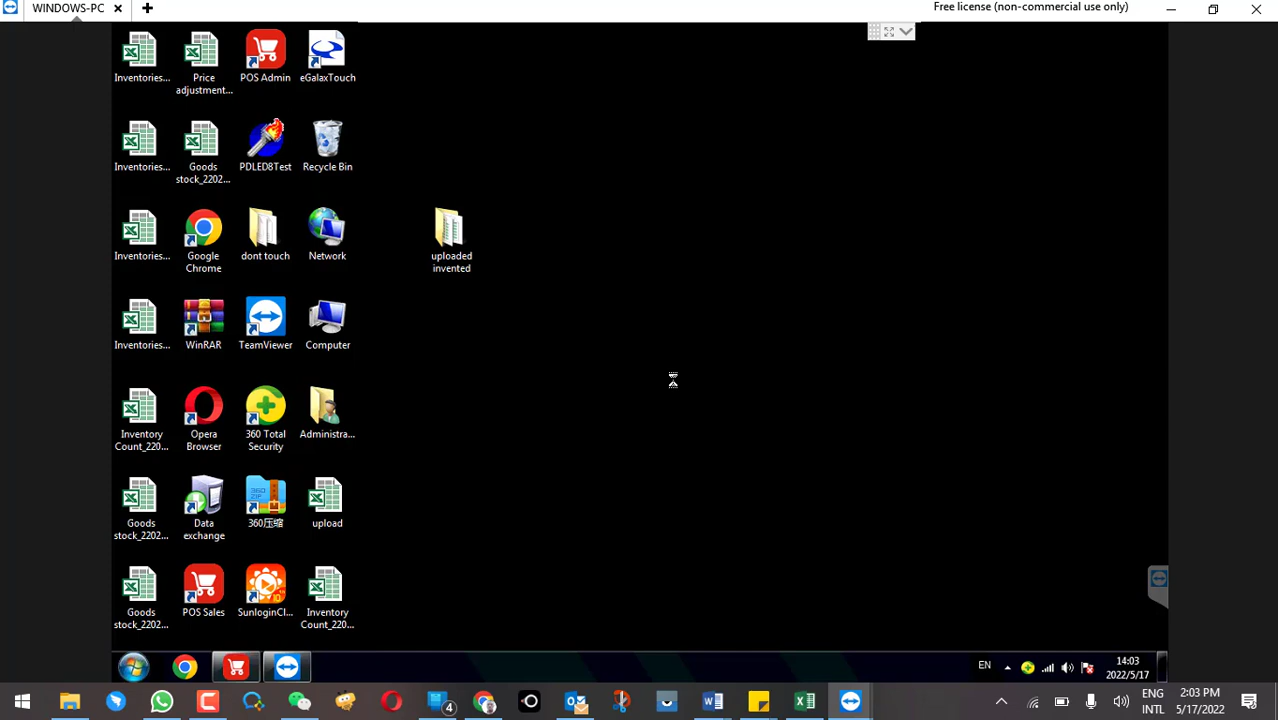 WINDOWS-PC
Free license (non-commercial use only)
Inventories...
Price
adjustment...
POS Admin
eGalaxTouch
Inventories...
Goods
stock_2202...
PDLED8Test
Recycle Bin
Inventories...
Google
Chrome
dont touch
Network
uploaded
invented
Inventories...
WinRAR
TeamViewer
Computer
Inventory
Count_220...
Opera
Browser
360 Total
Security
Administra...
Goods
stock_2202...
Data
exchange
360压缩
upload
Goods
stock_2202...
POS Sales
SunloginCl...
Inventory
Count_220...
EN
14:03
2022/5/17
4
ENG
INTL
2:03 PM
5/17/2022